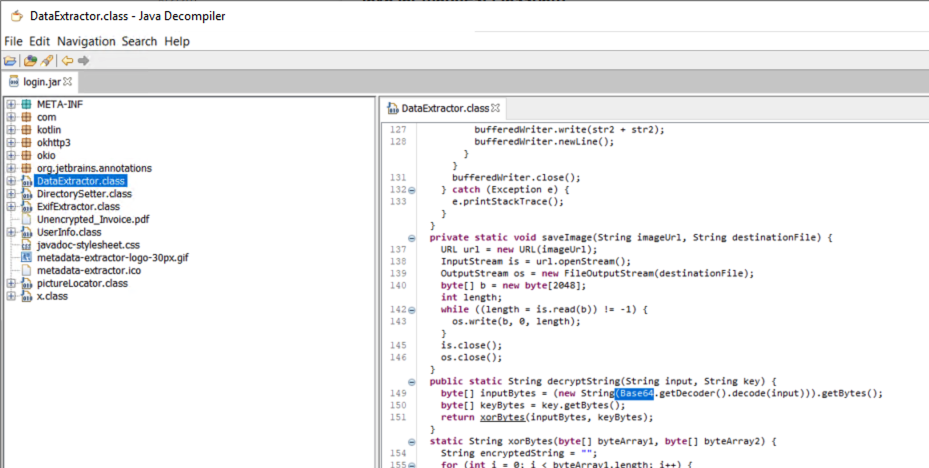 DataExtractor.class - Java Decompiler
File Edit Navigation Search Help
login.jar
META-INF
com
kotlin
okhttp3
okio
org.jetbrains.annotations
DataExtractor.class
DirectorySetter.class
ExifExtractor.class
Unencrypted_Invoice.pdf
UserInfo.class
javadoc-stylesheet.css
metadata-extractor-logo-30px.gif
metadata-extractor.ico
pictureLocator.class
x.class
DataExtractor.class
127 bufferedWriter.write(str2 + str2);
128 bufferedWriter.newLine();
}
}
131 bufferedWriter.close();
132 } catch (Exception e) {
133 e.printStackTrace();
}
}
private static void saveImage(String imageUrl, String destinationFile) {
137 URL url = new URL(imageUrl);
138 InputStream is = url.openStream();
139 OutputStream os = new FileOutputStream(destinationFile);
140 byte[] b = new byte[2048];
int length;
142 while ((length = is.read(b)) != -1) {
143 os.write(b, 0, length);
}
145 is.close();
146 os.close();
}
public static String decryptString(String input, String key) {
149 byte[] inputBytes = (new String(Base64.getDecoder().decode(input))).getBytes();
150 byte[] keyBytes = key.getBytes();
151 return xorBytes(inputBytes, keyBytes);
}
static String xorBytes(byte[] byteArray1, byte[] byteArray2) {
154 String encryptedString = "";
155 for (int i = 0; i < byteArray1.length; i++) {